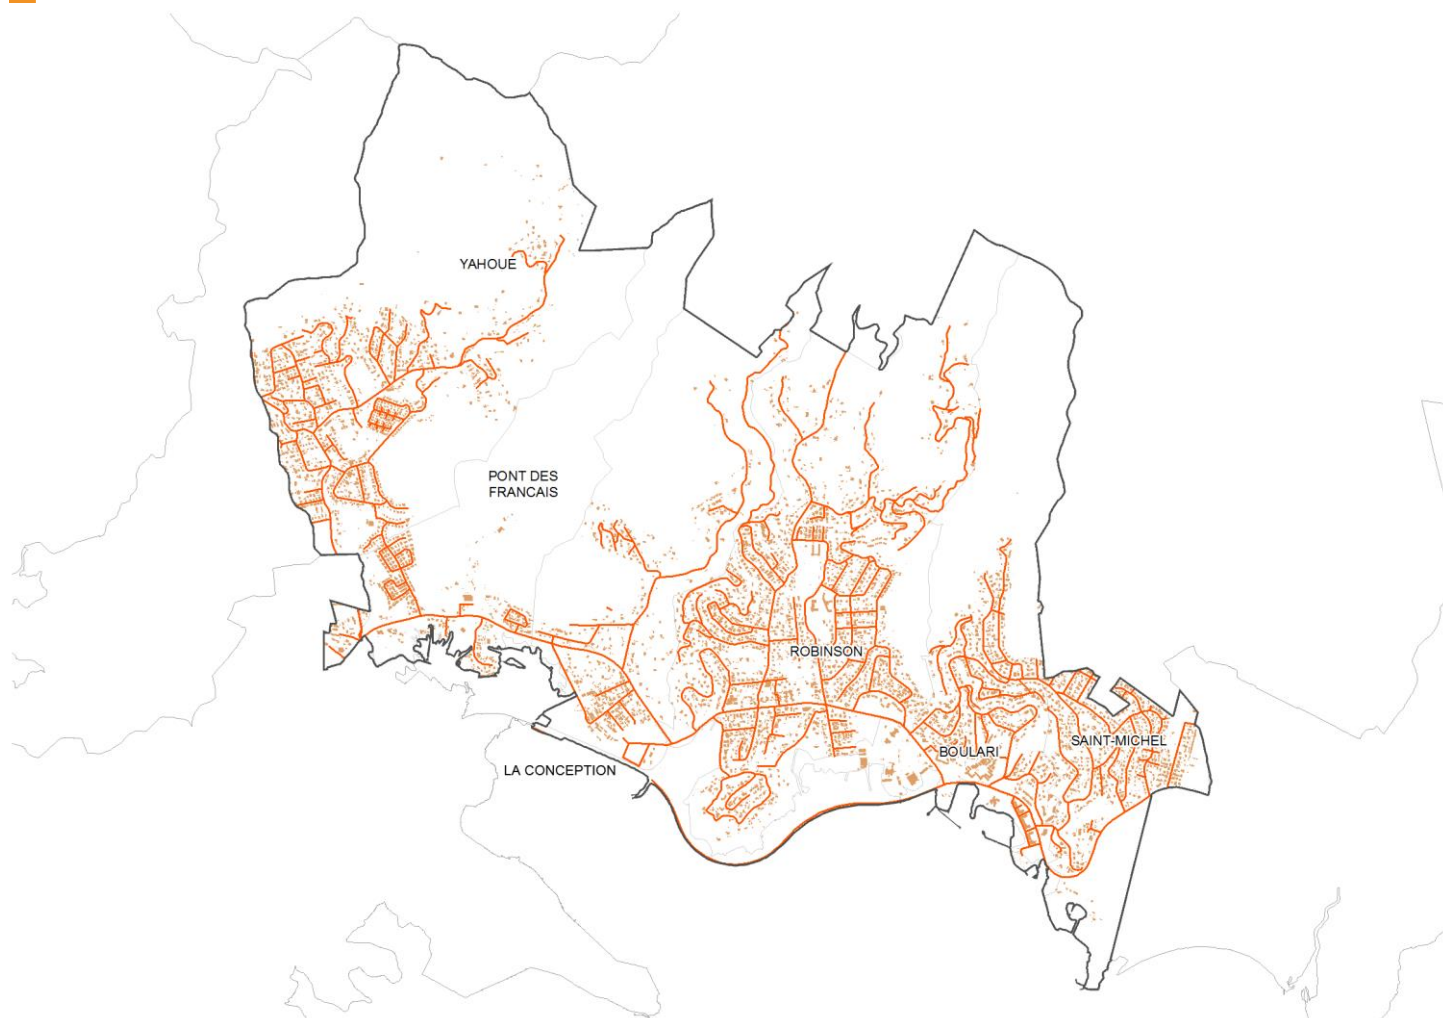 YAHOUE
PONT DES
FRANCAIS
ROBINSON
SAINT-MICHEL
BOULARI
LA CONCEPTION